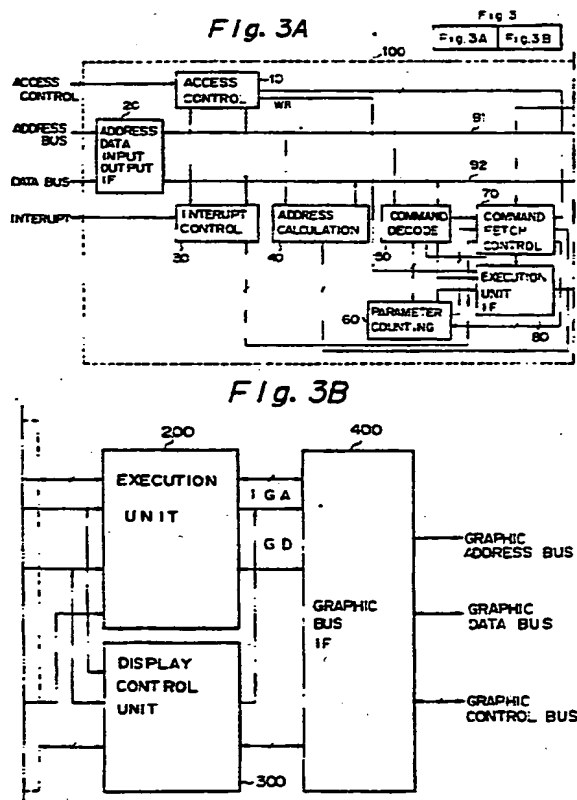 Fig. 3A
Fig 3
Fig. 3A
Fig. 3B
100
ACCESS
CONTROL
ACCESS
CONTROL
10
WR
20
ADDRESS
BUS
ADDRESS
DATA
INPUT
OUTPUT
IF
91
DATA BUS
92
INTERUPT
INTERUPT
CONTROL
30
ADDRESS
CALCULATION
40
COMMAND
DECODE
50
70
COMMAND
FETCH
CONTROL
EXECUTION
UNIT
IF
80
60
PARAMETER
COUNTING
Fig. 3B
200
EXECUTION
UNIT
GA
GD
400
GRAPHIC
BUS
IF
GRAPHIC
ADDRESS BUS
GRAPHIC
DATA BUS
GRAPHIC
CONTROL BUS
DISPLAY
CONTROL
UNIT
300